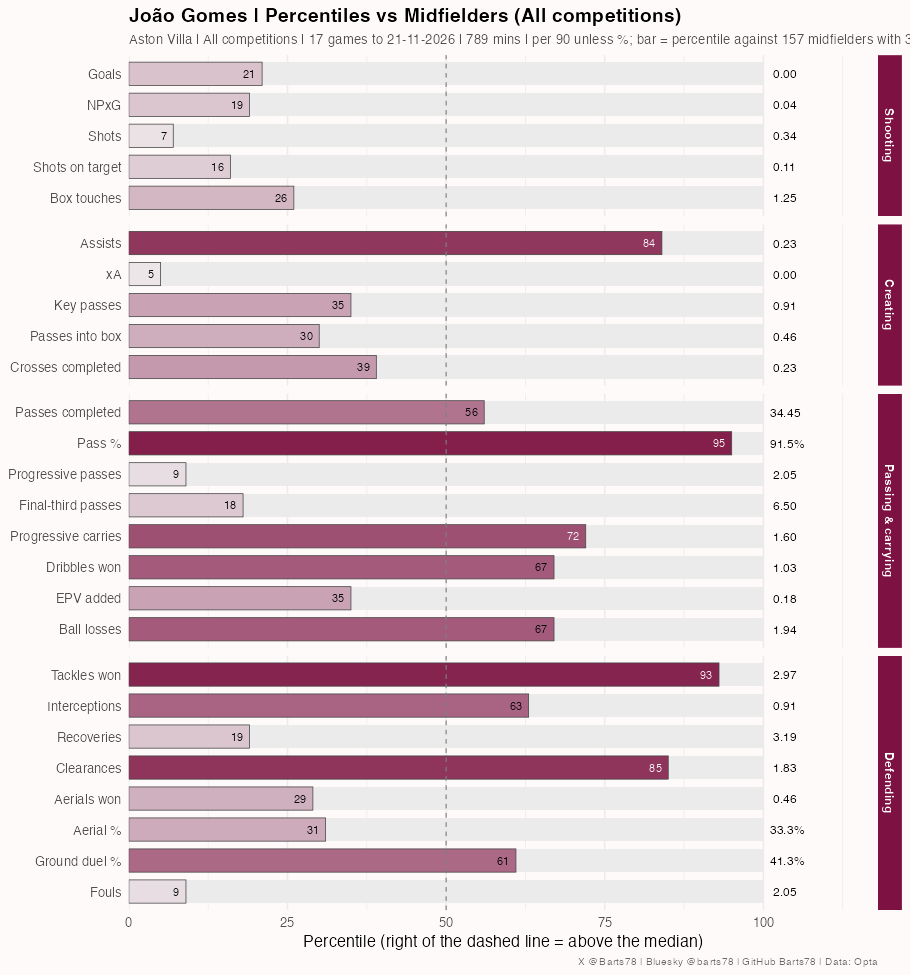 João Gomes | Percentiles vs Midfielders (All competitions)
Aston Villa | All competitions | 17 games to 21-11-2026 | 789 mins | per 90 unless %; bar = percentile against 157 midfielders with 3
Goals 21 0.00
NPxG 19 0.04
Shots 7 0.34
Shots on target 16 0.11
Box touches 26 1.25
Shooting
Assists 84 0.23
xA 5 0.00
Key passes 35 0.91
Passes into box 30 0.46
Crosses completed 39 0.23
Creating
Passes completed 56 34.45
Pass % 95 91.5%
Progressive passes 9 2.05
Final-third passes 18 6.50
Progressive carries 72 1.60
Dribbles won 67 1.03
EPV added 35 0.18
Ball losses 67 1.94
Passing & carrying
Tackles won 93 2.97
Interceptions 63 0.91
Recoveries 19 3.19
Clearances 85 1.83
Aerials won 29 0.46
Aerial % 31 33.3%
Ground duel % 61 41.3%
Fouls 9 2.05
Defending
0 25 50 75 100
Percentile (right of the dashed line = above the median)
X @Barts78 | Bluesky @barts78 | GitHub Barts78 | Data: Opta